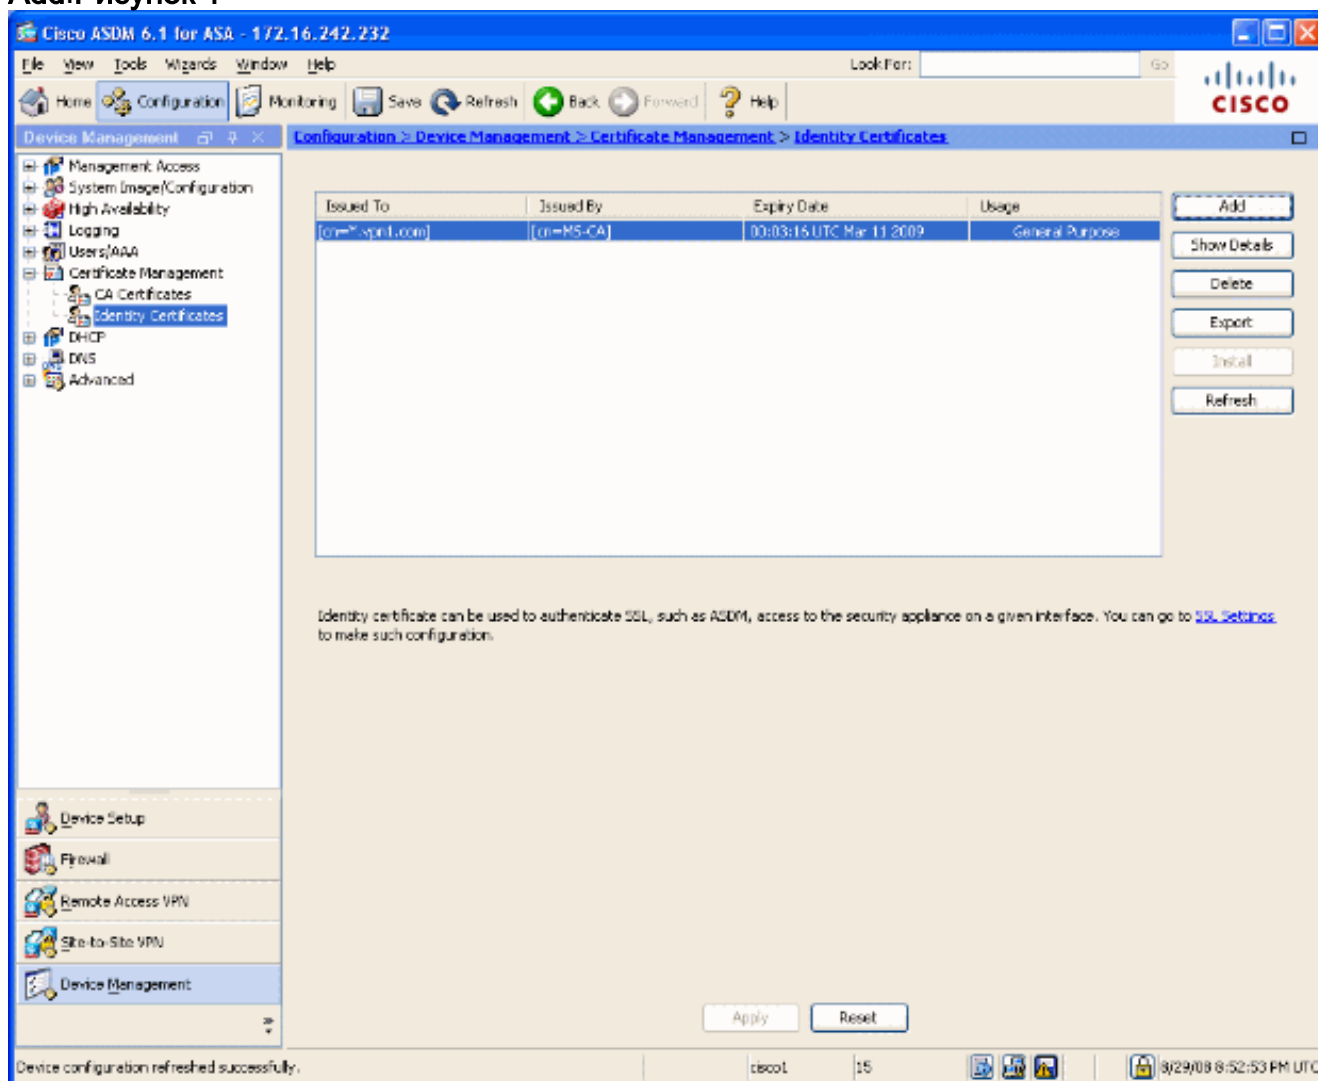 Cisco ASDM 6.1 for ASA - 172.16.242.232
File View Tools Wizards Window Help Look For: Go
Home Configuration Monitoring Save Refresh Back Forward Help
CISCO
Device Management
Configuration > Device Management > Certificate Management > Identity Certificates
Management Access
System Image/Configuration
High Availability
Logging
Users/AAA
Certificate Management
CA Certificates
Identity Certificates
DHCP
DNS
Advanced
Issued To Issued By Expiry Date Usage
[cn=*.vpn1.com] [cn=MS-CA] 00:03:16 UTC Mar 11 2009 General Purpose
Add
Show Details
Delete
Export
Install
Refresh
Identity certificate can be used to authenticate SSL, such as ASDM, access to the security appliance on a given interface. You can go to SSL Settings
to make such configuration.
Device Setup
Firewall
Remote Access VPN
Site-to-Site VPN
Device Management
Apply Reset
Device configuration refreshed successfully. cisco1 15 8/29/08 8:52:53 PM UTC